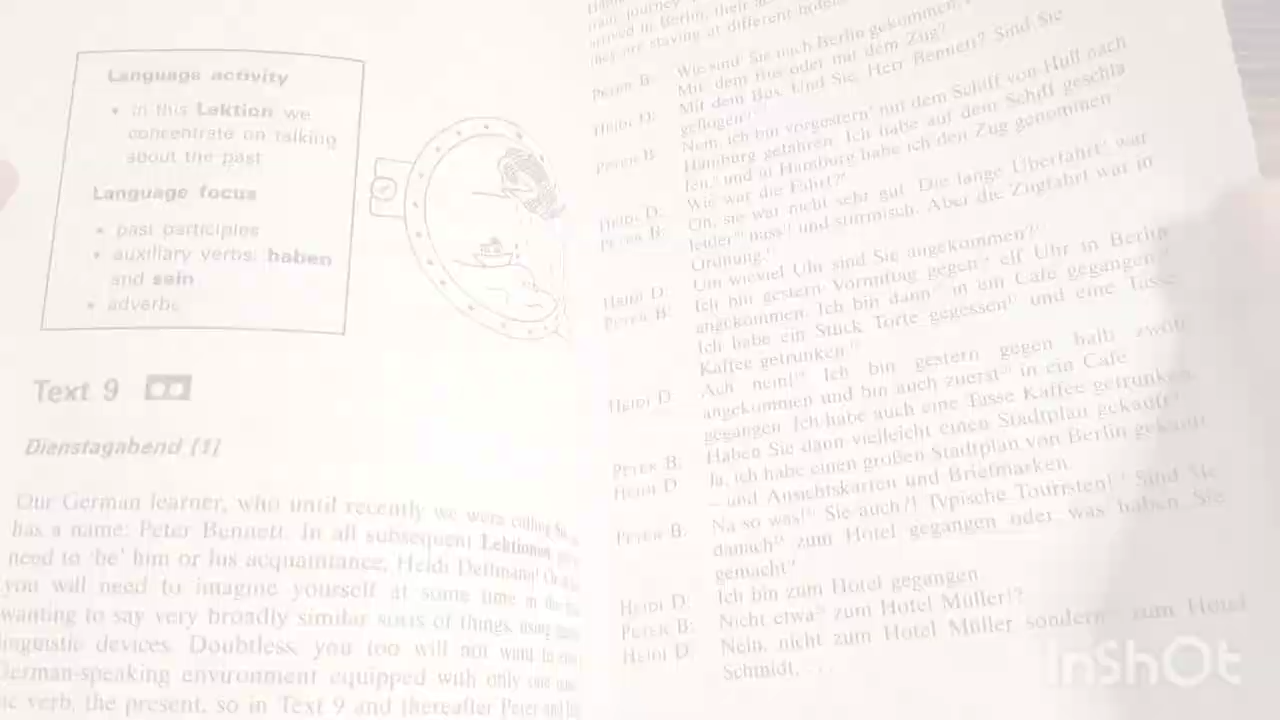 Language activity
• in this Lektion we
concentrate on talking
about the past
Language focus
• past participles
• auxiliary verbs: haben
and sein
• adverbs
Text 9
Dienstagabend (1)
Our German learner, who until recently we were calling
has a name: Peter Bennett. In all subsequent Lektionen
need to 'be' him or his acquaintance, Heidi Dettmann!
you will need to imagine yourself at some time in the
wanting to say very broadly similar sorts of things, using
linguistic devices. Doubtless, you too will not want to
German-speaking environment equipped with only one
verb, the present, so in Text 9 and thereafter Peter and
journey
arrived in Berlin, their
they are staying at different hotels.
PETER B: Wie sind Sie nach Berlin gekommen,
Mit dem Bus oder mit dem Zug?
HEIDI D: Mit dem Bus. Und Sie, Herr Bennett? Sind Sie
geflogen?
PETER B: Nein, ich bin vorgestern mit dem Schiff von Hull nach
Hamburg gefahren. Ich habe auf dem Schiff geschla
fen, und in Hamburg habe ich den Zug genommen
HEIDI D: Wie war die Fahrt?
PETER B: Oh, sie war nicht sehr gut. Die lange Überfahrt war
leider nass und stürmisch. Aber die Zugfahrt war in
Ordnung.
HEIDI D: Um wieviel Uhr sind Sie angekommen?
PETER B: Ich bin gestern Vormittag gegen elf Uhr in Berlin
angekommen. Ich bin dann in ein Café gegangen.
Ich habe ein Stück Torte gegessen und eine Tasse
Kaffee getrunken.
HEIDI D: Ach nein! Ich bin gestern gegen halb zwölf
angekommen und bin auch zuerst in ein Café
gegangen. Ich habe auch eine Tasse Kaffee getrunken.
PETER B: Haben Sie dann vielleicht einen Stadtplan gekauft?
HEIDI D: Ja, ich habe einen großen Stadtplan von Berlin gekauft
– und Ansichtskarten und Briefmarken.
PETER B: Na so was! Sie auch?! Typische Touristen! Sind Sie
danach zum Hotel gegangen oder was haben Sie
gemacht?
HEIDI D: Ich bin zum Hotel gegangen.
PETER B: Nicht etwa zum Hotel Müller!?
HEIDI D: Nein, nicht zum Hotel Müller sondern zum Hotel
Schmidt, . . .
InShOt